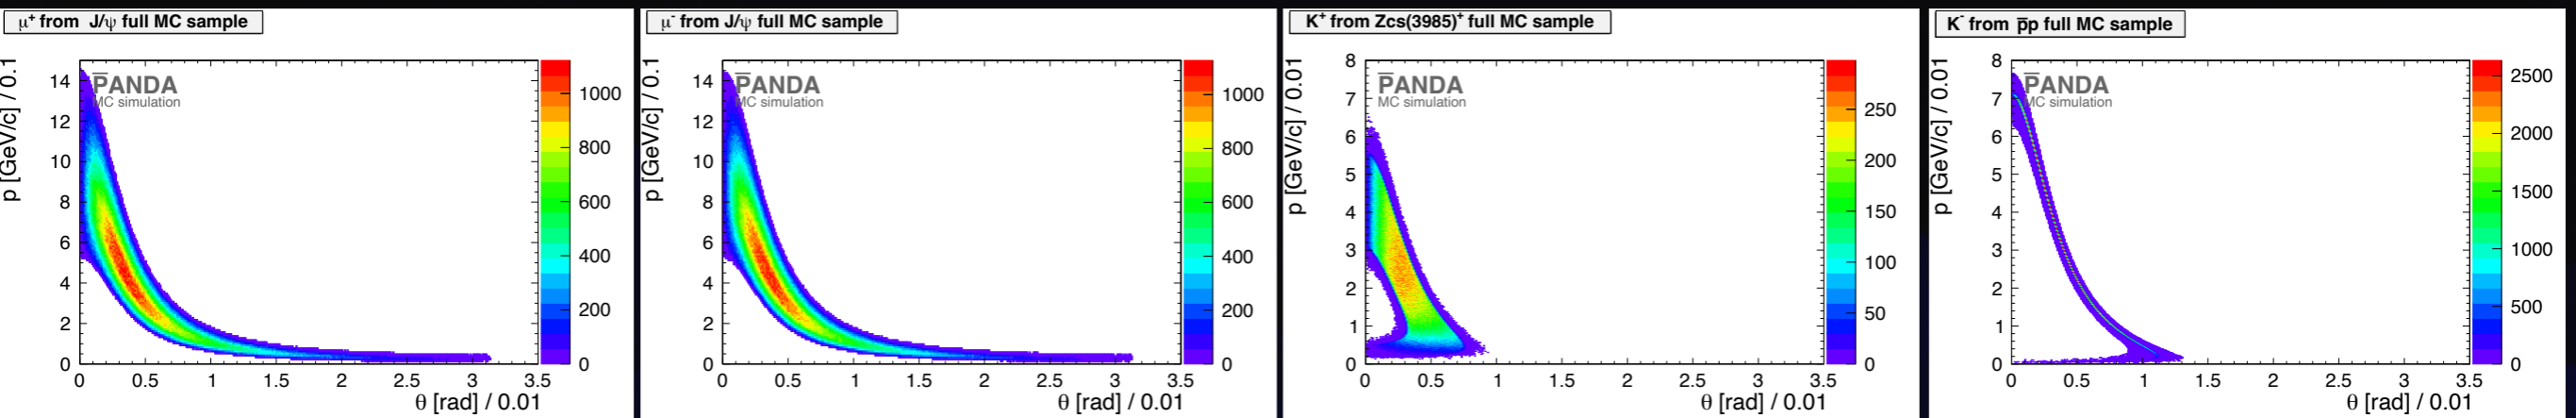 μ⁺ from J/ψ full MC sample
p [GeV/c] / 0.1
14
12
10
8
6
4
2
0
P̅ANDA
MC simulation
1000
800
600
400
200
0
0 0.5 1 1.5 2 2.5 3 3.5
θ [rad] / 0.01
μ⁻ from J/ψ full MC sample
p [GeV/c] / 0.1
14
12
10
8
6
4
2
0
P̅ANDA
MC simulation
1000
800
600
400
200
0
0 0.5 1 1.5 2 2.5 3 3.5
θ [rad] / 0.01
K⁺ from Zcs(3985)⁺ full MC sample
p [GeV/c] / 0.01
8
7
6
5
4
3
2
1
0
P̅ANDA
MC simulation
250
200
150
100
50
0
0 0.5 1 1.5 2 2.5 3 3.5
θ [rad] / 0.01
K⁻ from p̅p full MC sample
p [GeV/c] / 0.01
8
7
6
5
4
3
2
1
0
P̅ANDA
MC simulation
2500
2000
1500
1000
500
0
0 0.5 1 1.5 2 2.5 3 3.5
θ [rad] / 0.01